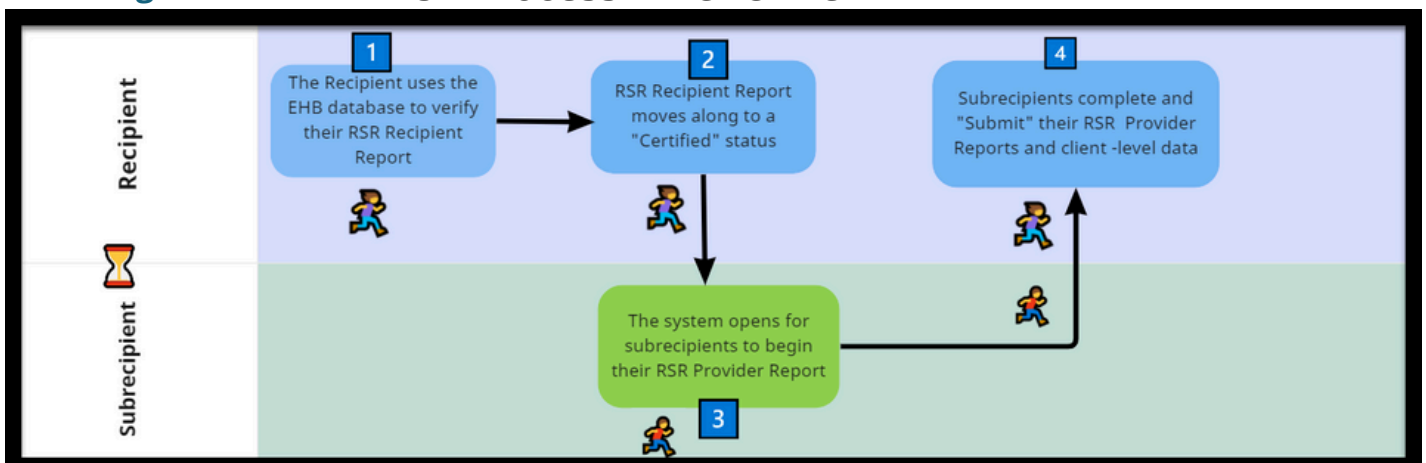 Recipient
1
The Recipient uses the
EHB database to verify
their RSR Recipient
Report
2
RSR Recipient Report
moves along to a
"Certified" status
4
Subrecipients complete and
"Submit" their RSR Provider
Reports and client -level data
Subrecipient
The system opens for
subrecipients to begin
their RSR Provider Report
3